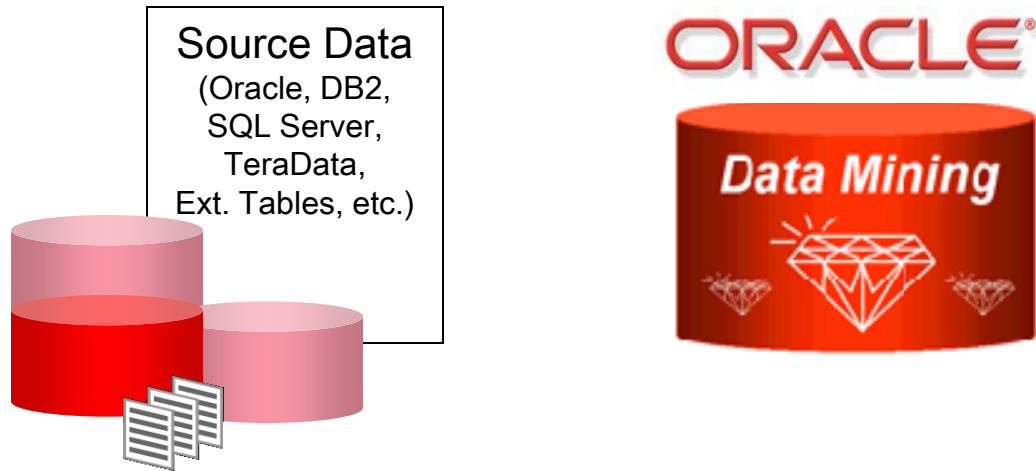 Source Data
(Oracle, DB2,
SQL Server,
TeraData,
Ext. Tables, etc.)
ORACLE®
Data Mining